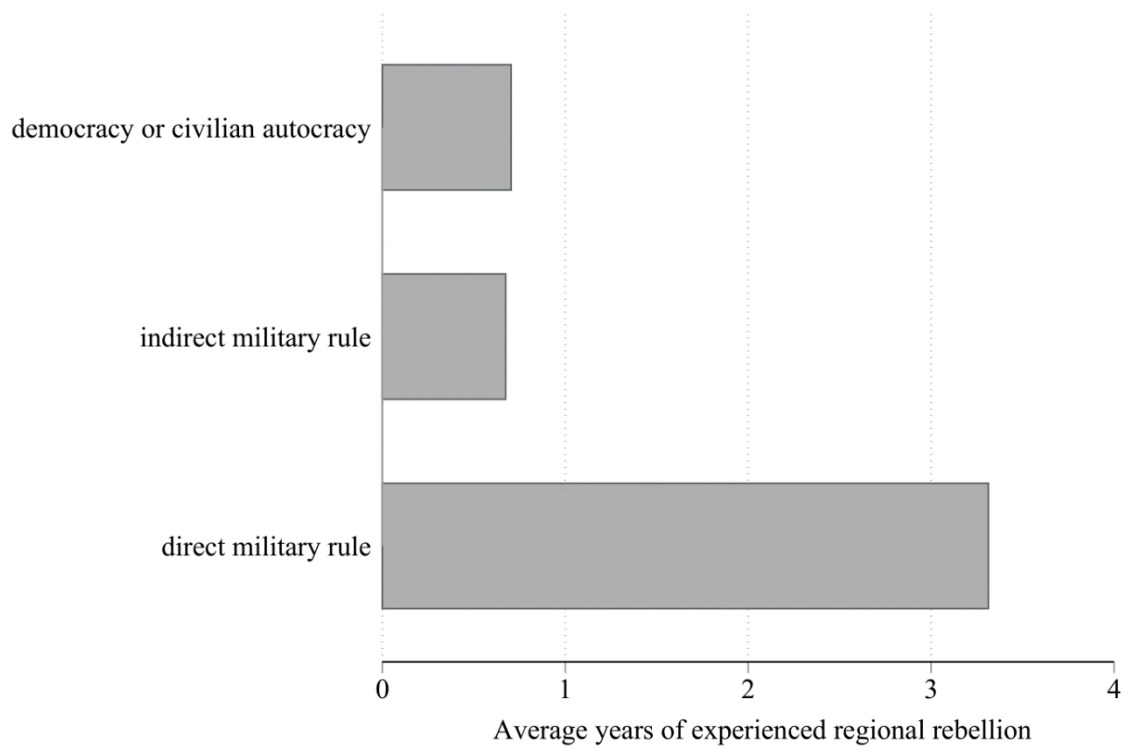 democracy or civilian autocracy
indirect military rule
direct military rule
0 1 2 3 4
Average years of experienced regional rebellion